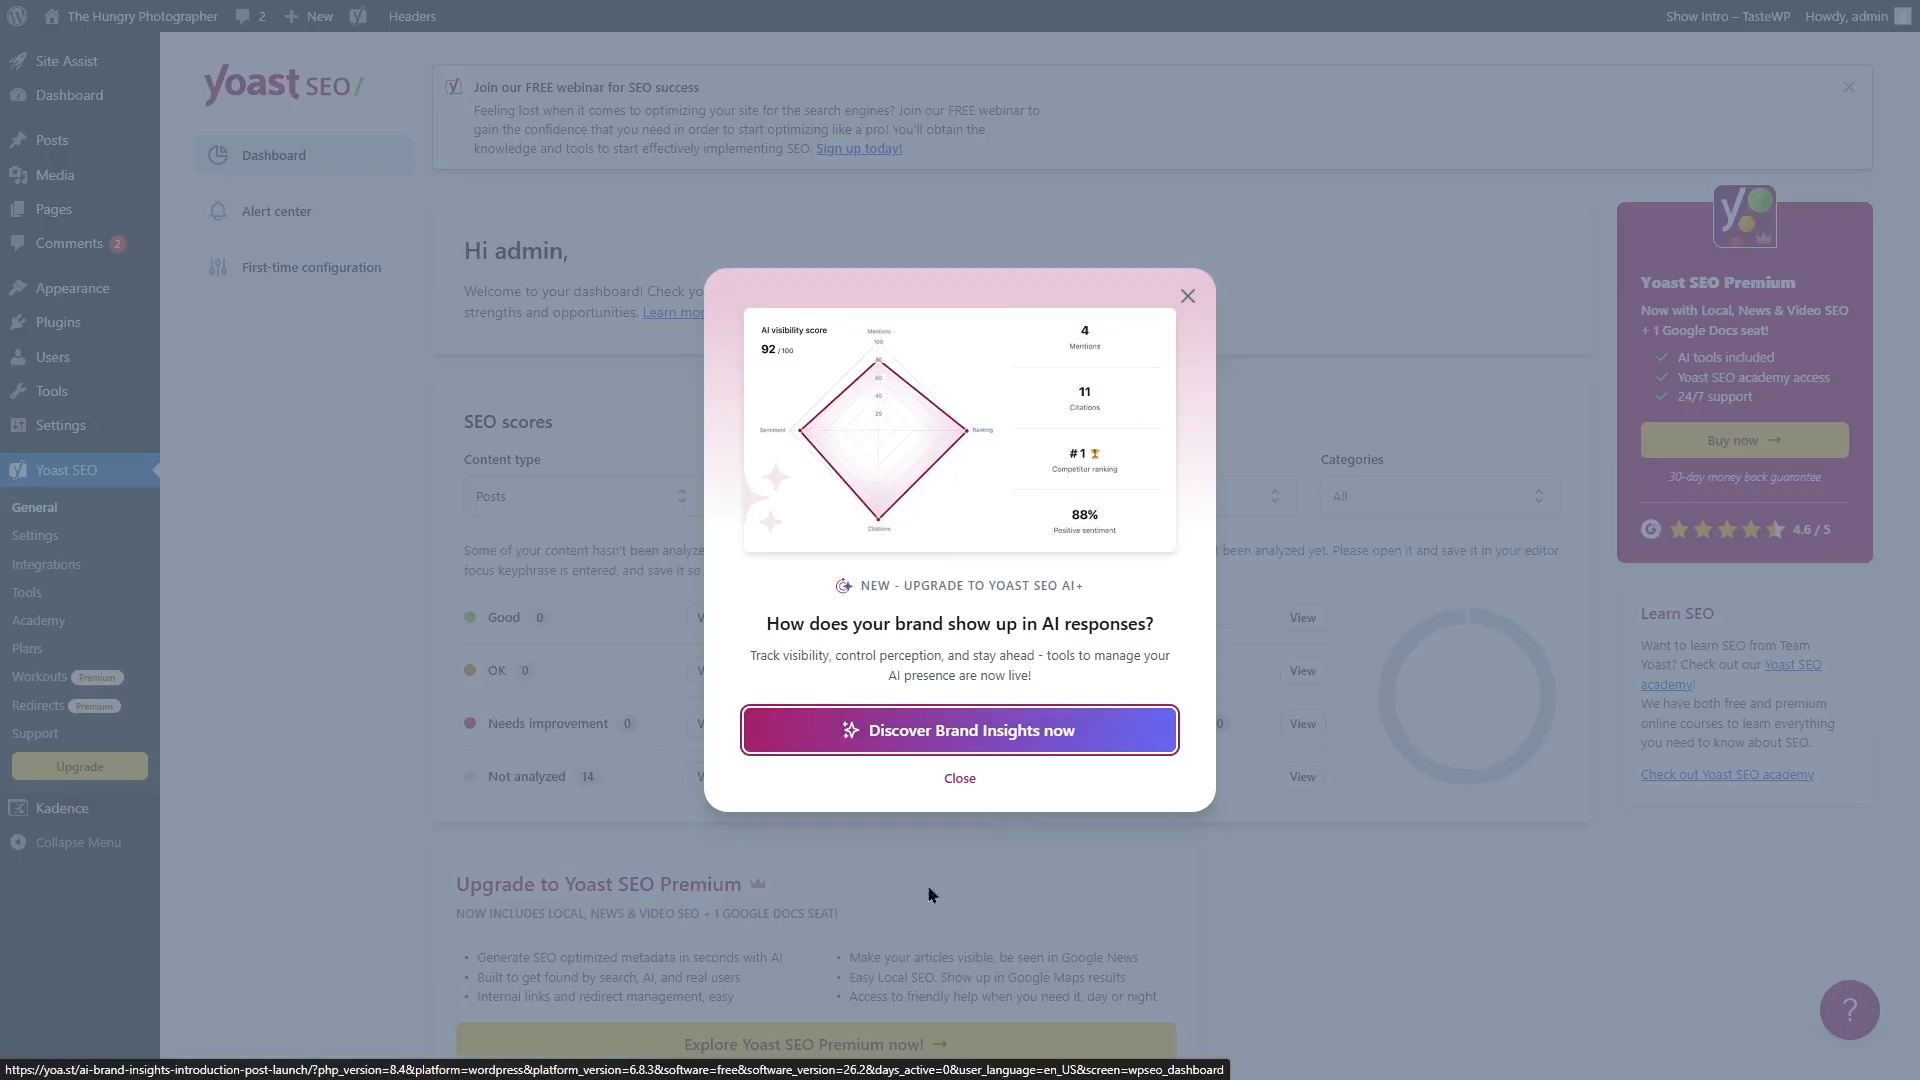 The Hungry Photographer
2
New
Headers
Show Intro – TasteWP
Howdy, admin
Site Assist
Dashboard
Posts
Media
Pages
Comments 2
Appearance
Plugins
Users
Tools
Settings
Yoast SEO
General
Settings
Integrations
Tools
Academy
Plans
Workouts Premium
Redirects Premium
Support
Upgrade
Kadence
Collapse Menu
yoast SEO/
Dashboard
Alert center
First-time configuration
Join our FREE webinar for SEO success
Feeling lost when it comes to optimizing your site for the search engines? Join our FREE webinar to
gain the confidence that you need in order to start optimizing like a pro! You'll obtain the
knowledge and tools to start effectively implementing SEO. Sign up today!
Hi admin,
Welcome to your dashboard! Check
strengths and opportunities. Learn
SEO scores
Content type
Posts
Categories
All
Some of your content hasn't been
focus keyphrase is entered, and save it so
been analyzed yet. Please open it and save it in your editor
Good 0
View
OK 0
View
Needs improvement 0
0
View
Not analyzed 14
View
AI visibility score
92 / 100
Mentions
100
80
60
40
20
Sentiment
Ranking
Citations
4
Mentions
11
Citations
#1
Competitor ranking
88%
Positive sentiment
NEW - UPGRADE TO YOAST SEO AI+
How does your brand show up in AI responses?
Track visibility, control perception, and stay ahead - tools to manage your
AI presence are now live!
Discover Brand Insights now
Close
Upgrade to Yoast SEO Premium
NOW INCLUDES LOCAL, NEWS & VIDEO SEO + 1 GOOGLE DOCS SEAT!
• Generate SEO optimized metadata in seconds with AI
• Built to get found by search, AI, and real users
• Internal links and redirect management, easy
• Make your articles visible, be seen in Google News
• Easy Local SEO. Show up in Google Maps results
• Access to friendly help when you need it, day or night
Explore Yoast SEO Premium now! →
Yoast SEO Premium
Now with Local, News & Video SEO
+ 1 Google Docs seat!
AI tools included
Yoast SEO academy access
24/7 support
Buy now →
30-day money back guarantee
4.6 / 5
Learn SEO
Want to learn SEO from Team
Yoast? Check out our Yoast SEO
academy!
We have both free and premium
online courses to learn everything
you need to know about SEO.
Check out Yoast SEO academy
?
https://yoa.st/ai-brand-insights-introduction-post-launch/?php_version=8.4&platform=wordpress&platform_version=6.8.3&software=free&software_version=26.2&days_active=0&user_language=en_US&screen=wpseo_dashboard